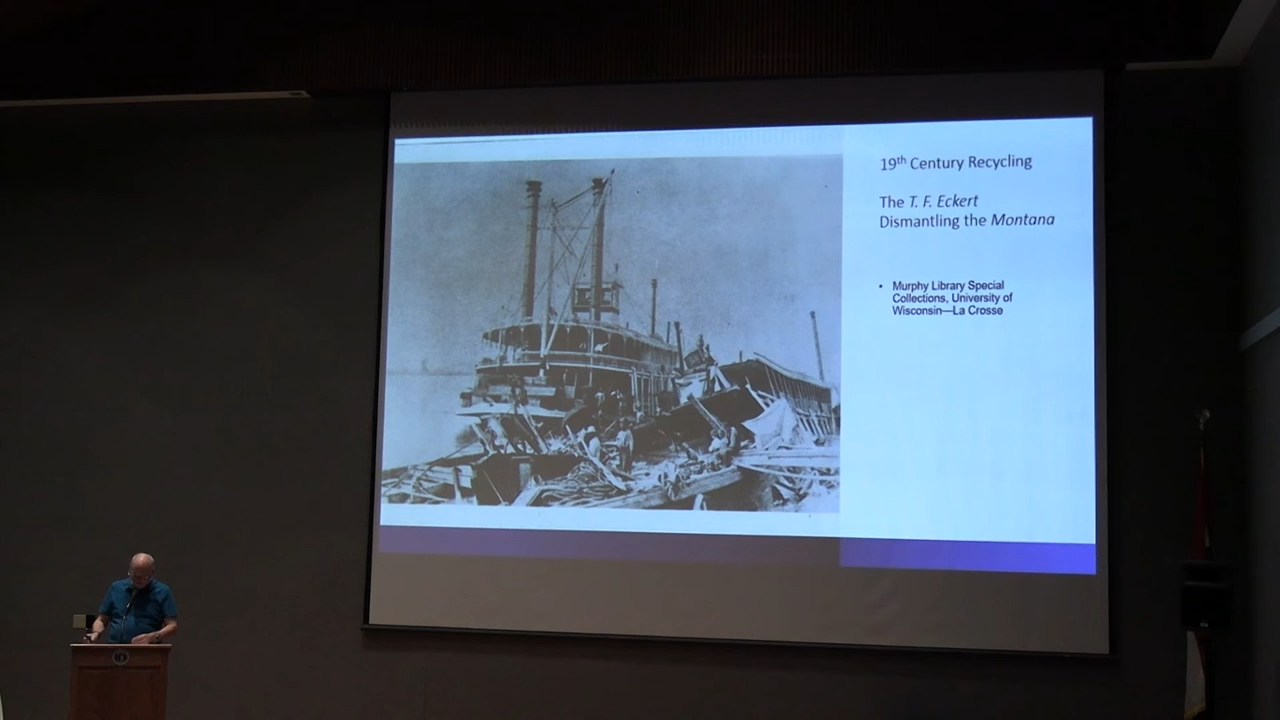 19th Century Recycling
The T. F. Eckert
Dismantling the Montana
• Murphy Library Special
Collections, University of
Wisconsin—La Crosse